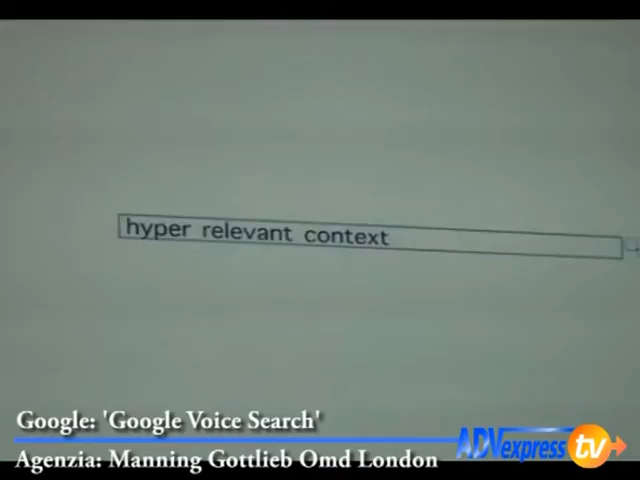 hyper relevant context
Google: 'Google Voice Search'
Agenzia: Manning Gottlieb Omd London
ADVexpress tv